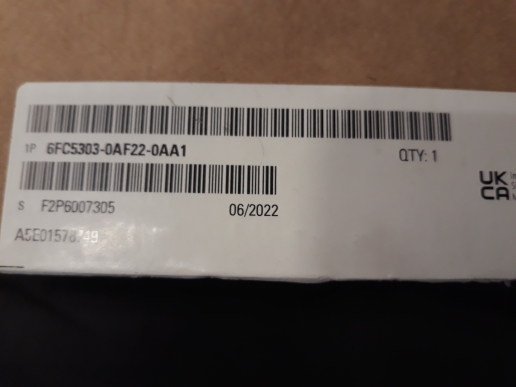 1P 6FC5303-0AF22-0AA1 QTY: 1
S F2P6007305 06/2022
UK
CA